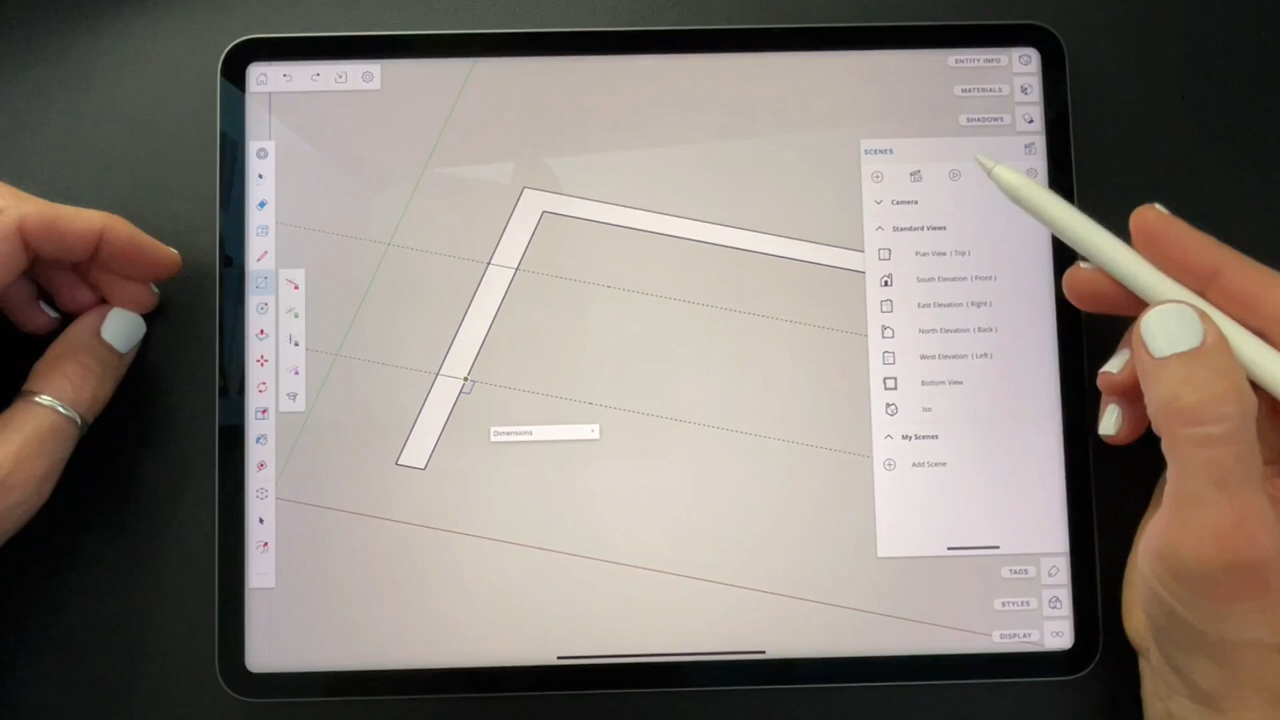 ENTITY INFO
MATERIALS
SHADOWS
SCENES
Camera
Standard Views
Plan View ( Top )
South Elevation ( Front )
East Elevation ( Right )
North Elevation ( Back )
West Elevation ( Left )
Bottom View
Iso
My Scenes
Add Scene
Dimensions
TAGS
STYLES
DISPLAY